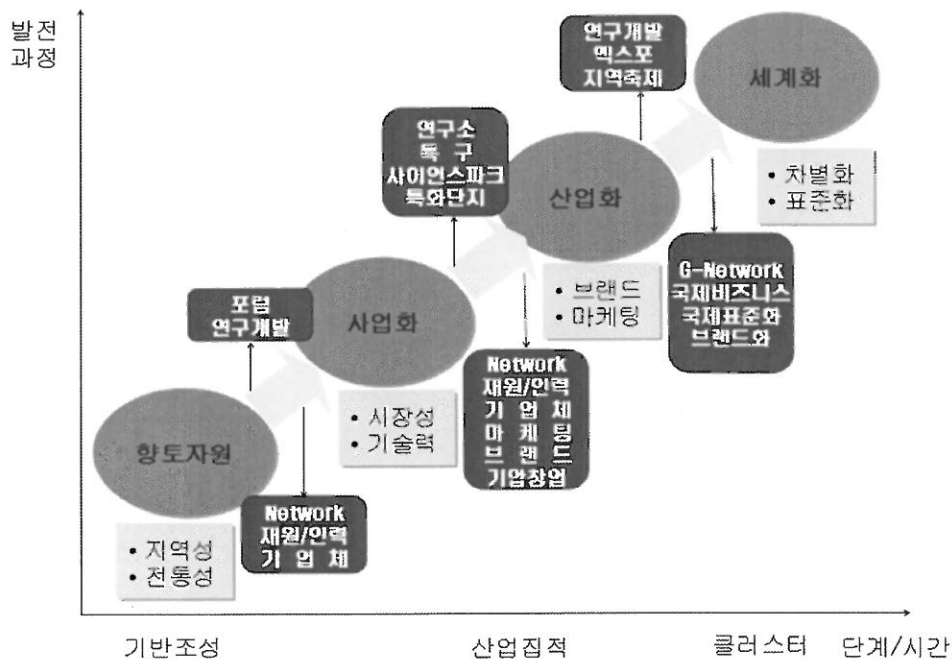 발전
과정
연구개발
엑스포
지역축제
세계화
• 차별화
• 표준화
연구소
특 구
사이언스파크
특화단지
산업화
• 브랜드
• 마케팅
G-Network
국제비즈니스
국제표준화
브랜드화
포럼
연구개발
사업화
• 시장성
• 기술력
Network
재원/인력
기 업 체
마 케 팅
브 랜 드
기업창업
향토자원
• 지역성
• 전통성
Network
재원/인력
기 업 체
기반조성
산업집적
클러스터
단계/시간